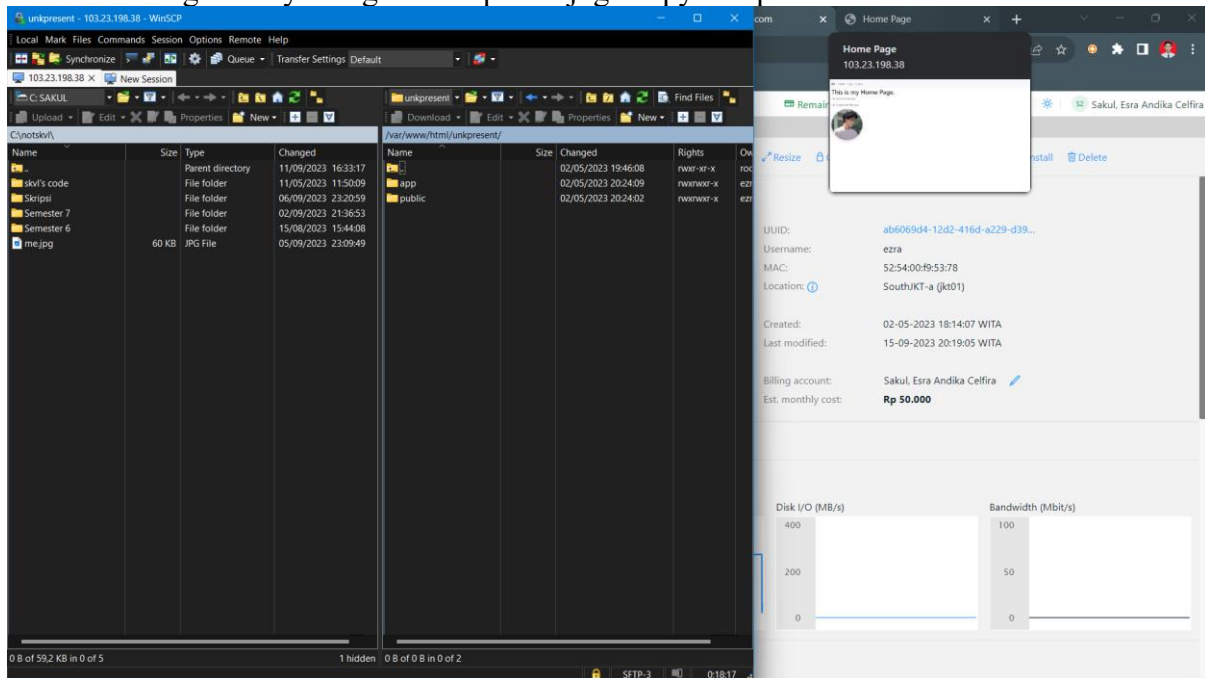 unkpresent - 103.23.198.38 - WinSCP
Local Mark Files Commands Session Options Remote Help
Synchronize Queue Transfer Settings Default
103.23.198.38 × New Session
C: SAKUL
unkpresent Find Files
Upload Edit Properties New
Download Edit Properties New
C:\notskvl\
Name Size Type Changed
.. Parent directory 11/09/2023 16:33:17
skvl's code File folder 11/05/2023 11:50:09
Skripsi File folder 06/09/2023 23:20:59
Semester 7 File folder 02/09/2023 21:36:53
Semester 6 File folder 15/08/2023 15:44:08
me.jpg 60 KB JPG File 05/09/2023 23:09:49
/var/www/html/unkpresent/
Name Size Changed Rights Ow
.. 02/05/2023 19:46:08 rwxr-xr-x roo
app 02/05/2023 20:24:09 rwxrwxr-x ezr
public 02/05/2023 20:24:02 rwxrwxr-x ezr
0 B of 59,2 KB in 0 of 5 1 hidden
0 B of 0 B in 0 of 2
SFTP-3 0:18:17
com × Home Page × +
Home Page
103.23.198.38
This is my Home Page.
Remain
S2 Sakul, Esra Andika Celfira
Resize
nstall Delete
UUID: ab6069d4-12d2-416d-a229-d39...
Username: ezra
MAC: 52:54:00:f9:53:78
Location: SouthJKT-a (jkt01)
Created: 02-05-2023 18:14:07 WITA
Last modified: 15-09-2023 20:19:05 WITA
Billing account: Sakul, Esra Andika Celfira
Est. monthly cost: Rp 50.000
Disk I/O (MB/s)
400
200
0
Bandwidth (Mbit/s)
100
50
0